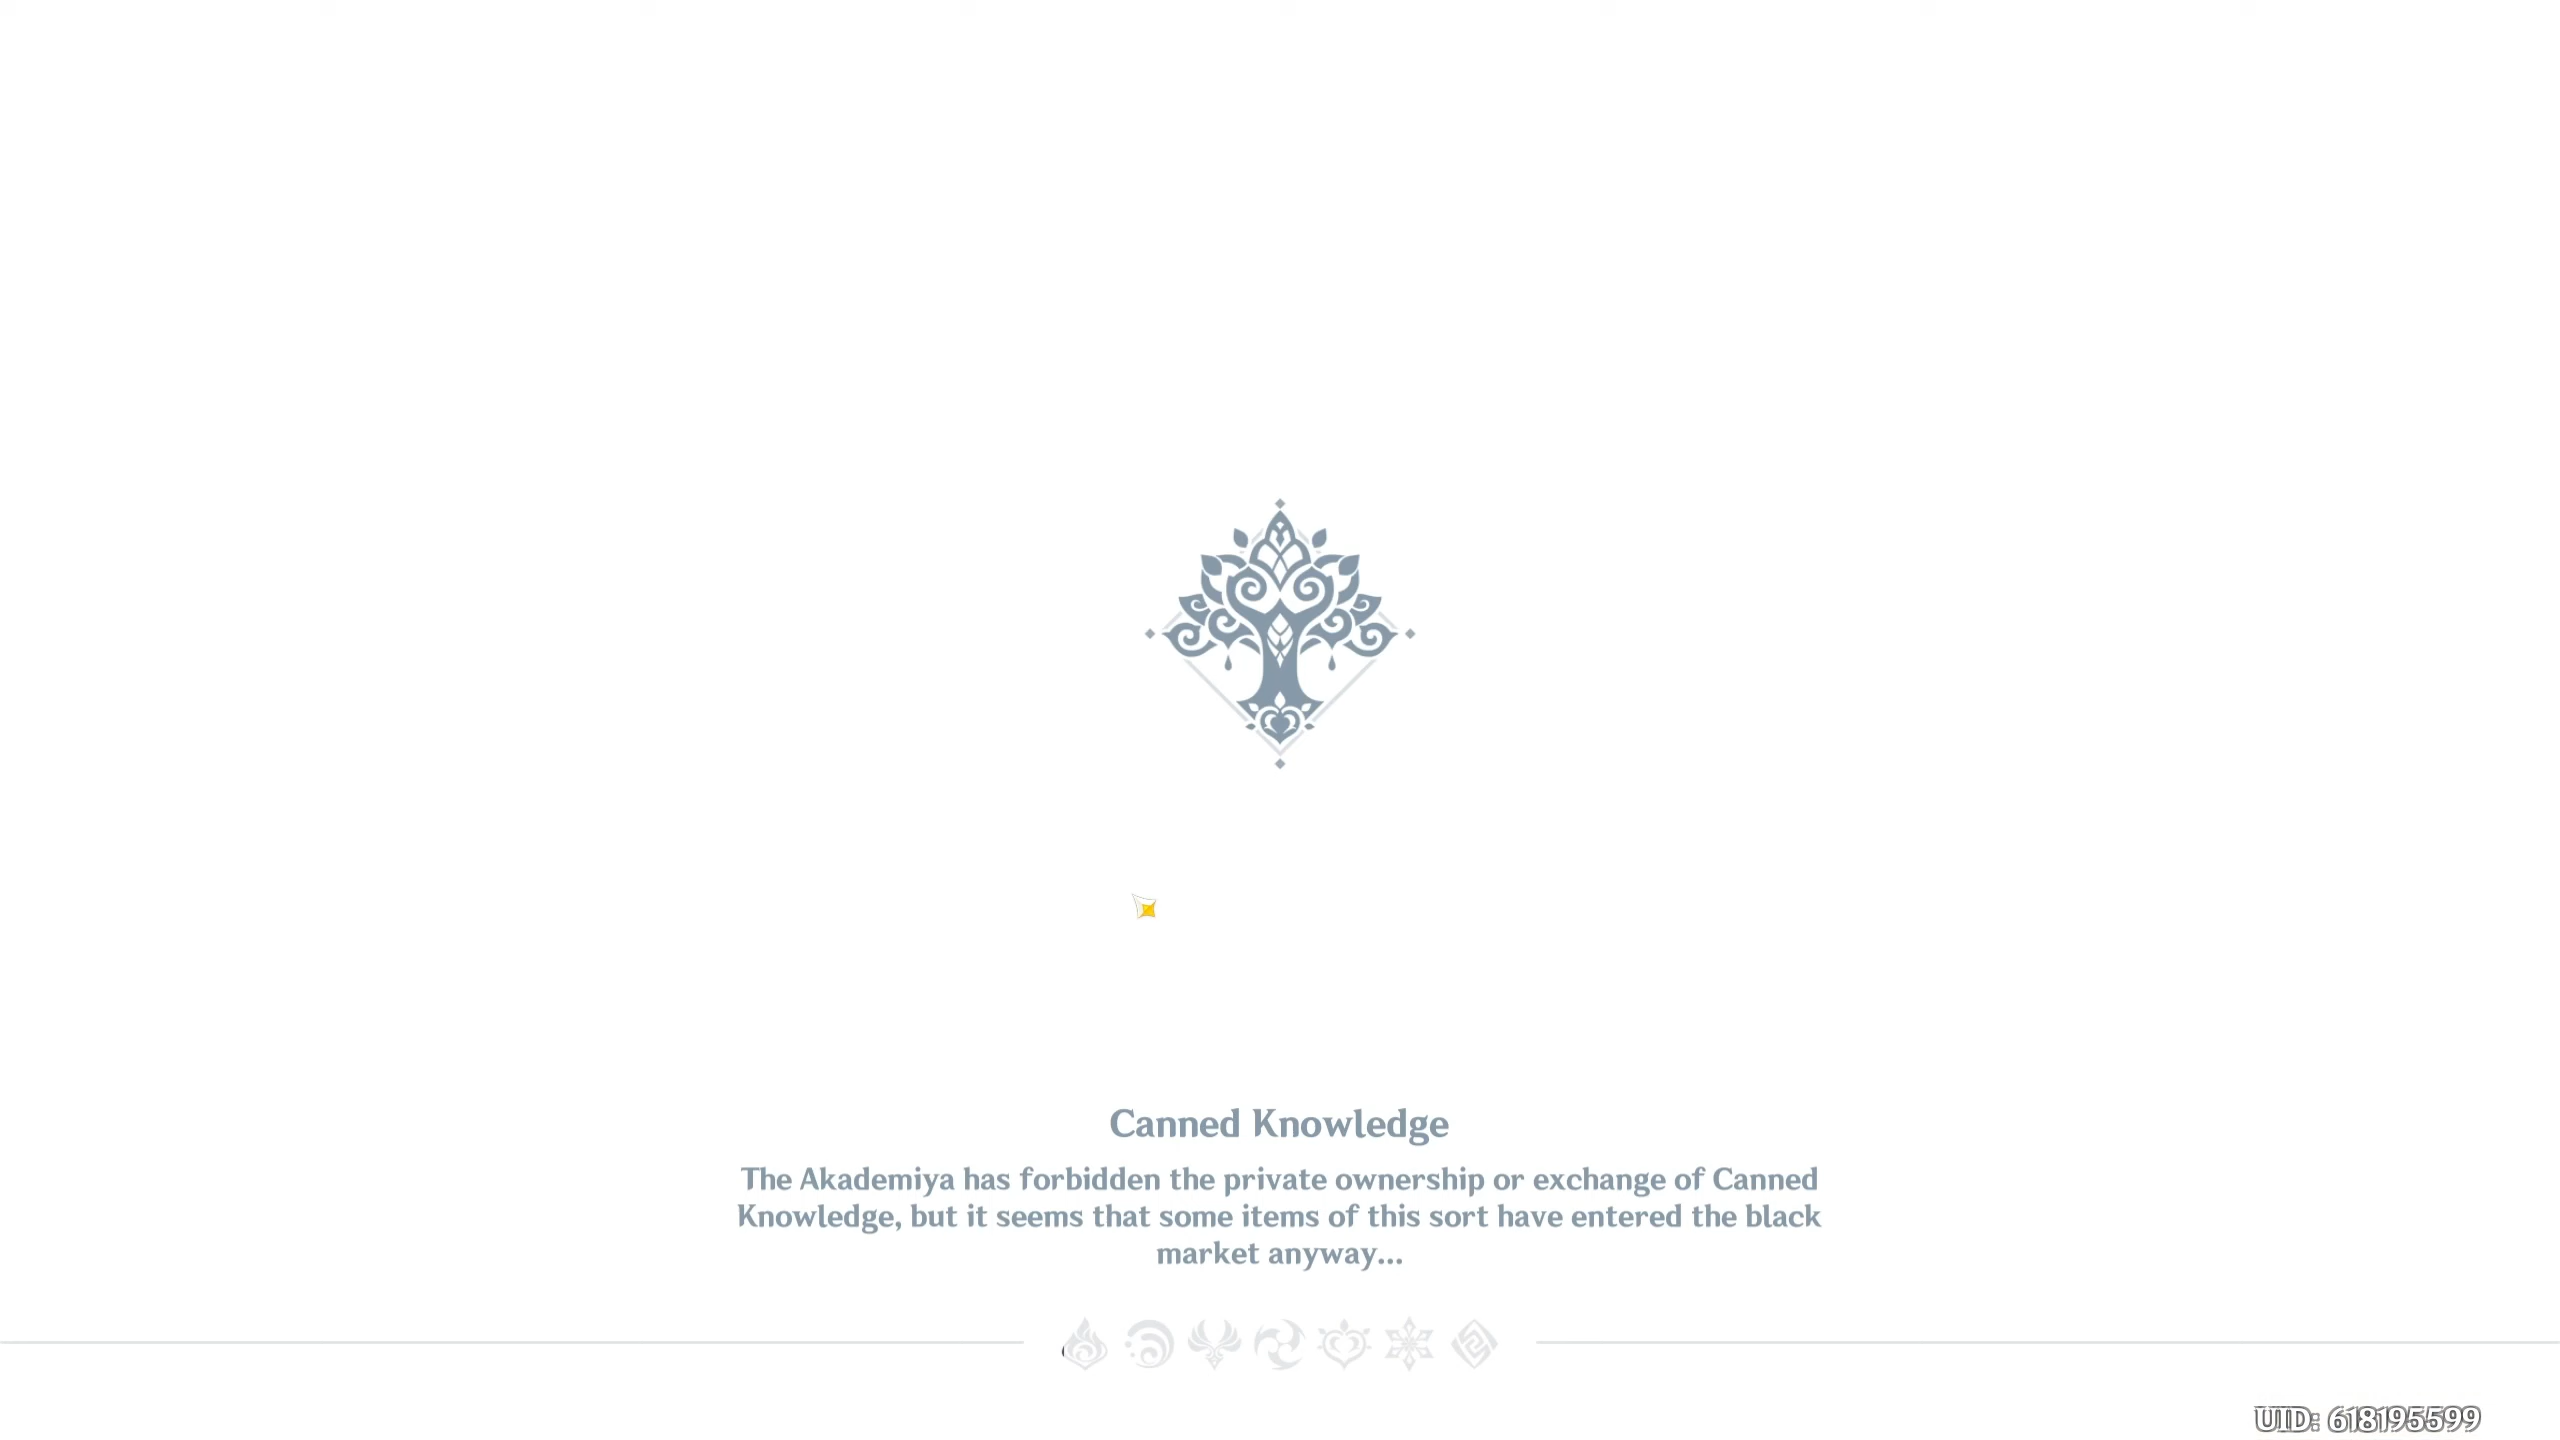 Canned Knowledge
The Akademiya has forbidden the private ownership or exchange of Canned
Knowledge, but it seems that some items of this sort have entered the black
market anyway...
UID: 618195599